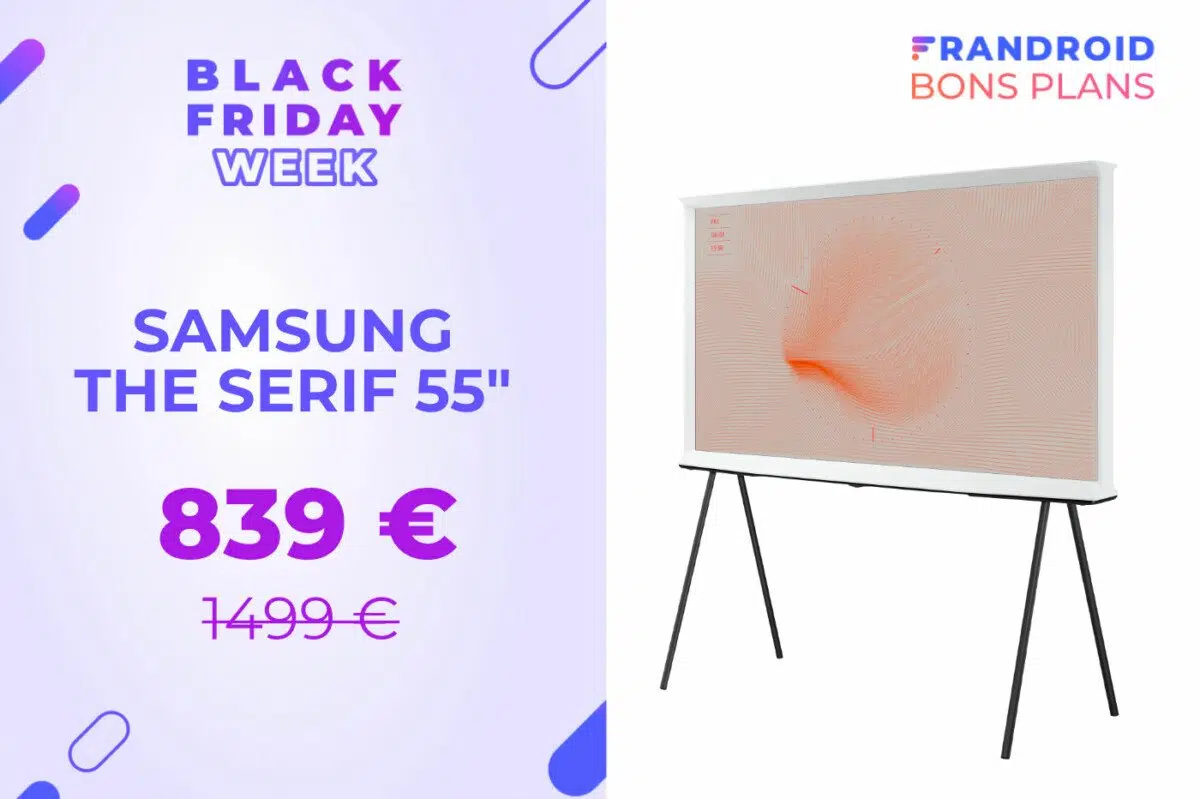 BLACK
FRIDAY
WEEK
SAMSUNG
THE SERIF 55"
839 €
1499 €
FRANDROID
BONS PLANS